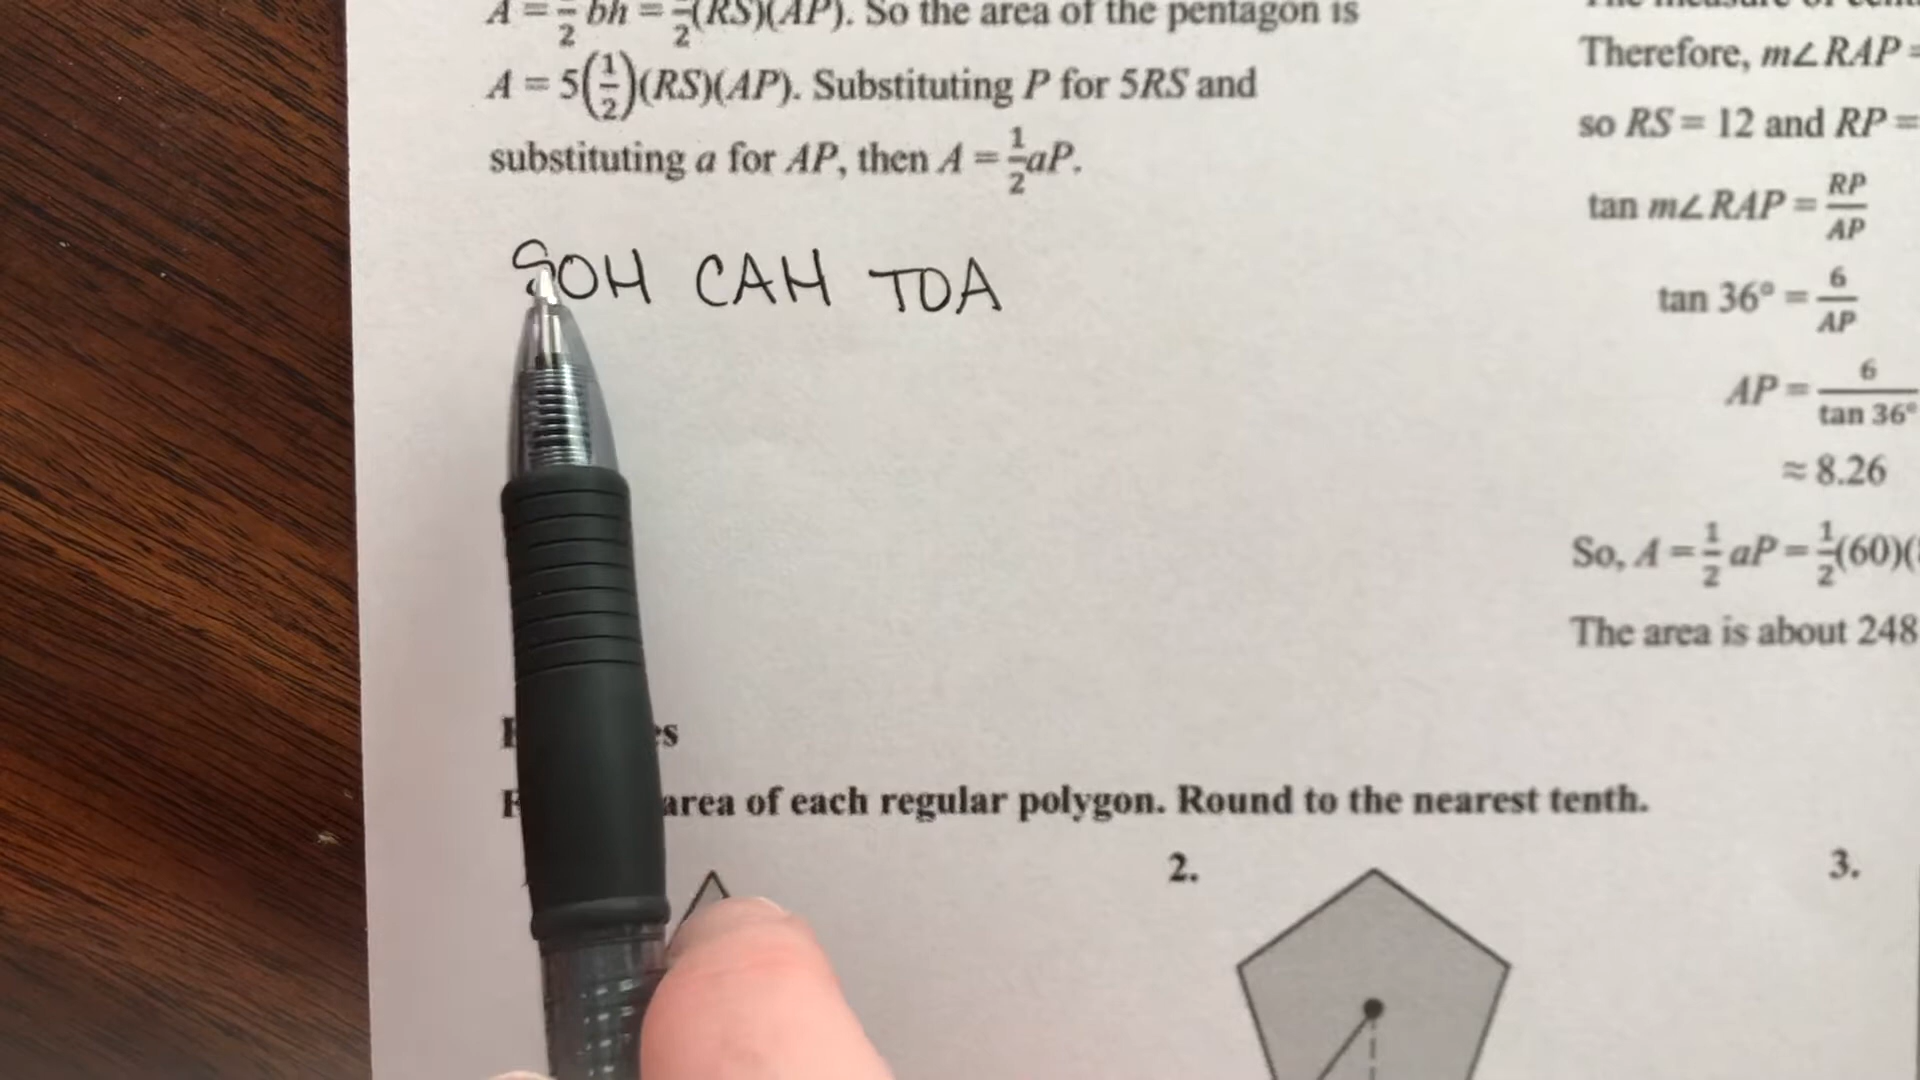 A = 1/2 bh = 1/2(RS)(AP). So the area of the pentagon is
A = 5(1/2)(RS)(AP). Substituting P for 5RS and
substituting a for AP, then A = 1/2 aP.
SOH CAH TOA
area of each regular polygon. Round to the nearest tenth.
2.
3.
Therefore, m∠RAP =
so RS = 12 and RP =
tan m∠RAP = RP/AP
tan 36° = 6/AP
AP = 6/tan 36°
≈ 8.26
So, A = 1/2 aP = 1/2(60)(
The area is about 248